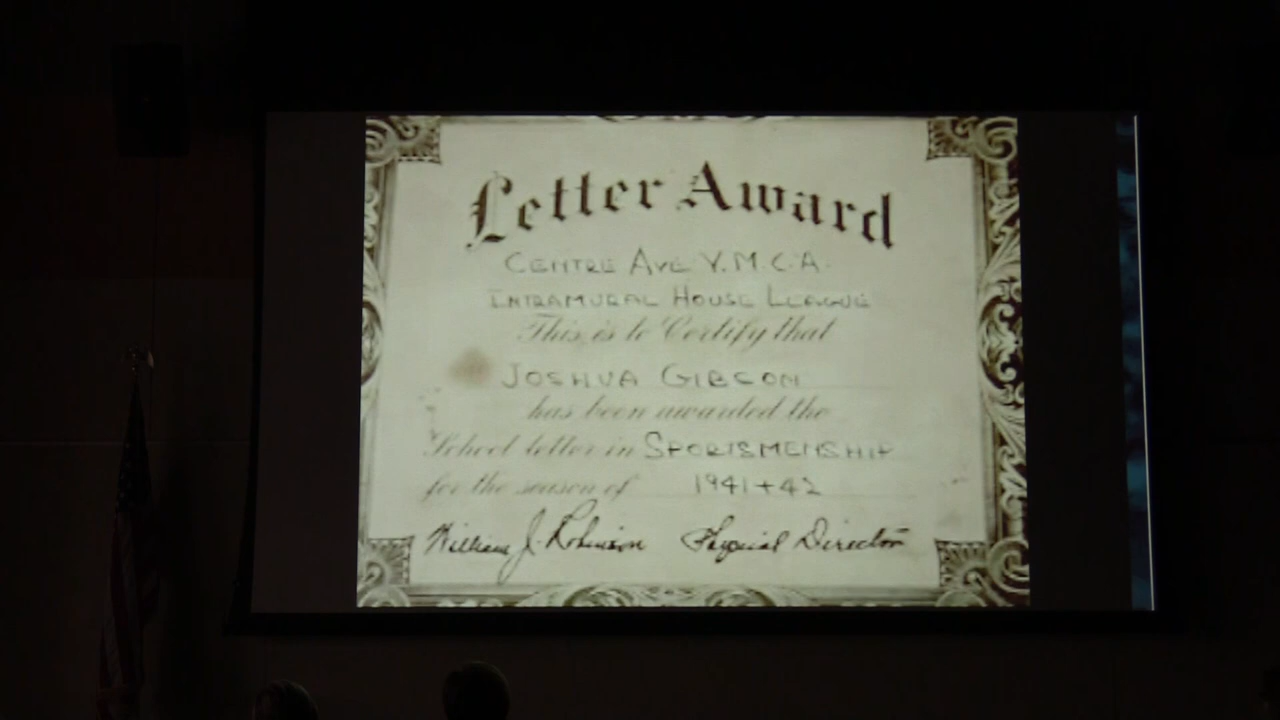 Letter Award
CENTRE AVE Y.M.C.A.
INTRAMURAL HOUSE LEAGUE
This is to Certify that
JOSHUA GIBSON
has been awarded the
School letter in SPORTSMENSHIP
for the season of 1941+42
William J. Robinson Physical Director